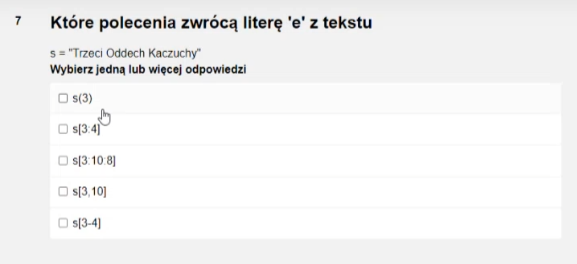 7 Które polecenia zwrócą literę 'e' z tekstu
s = "Trzeci Oddech Kaczuchy"
Wybierz jedną lub więcej odpowiedzi
s(3)
s[3:4]
s[3:10:8]
s[3,10]
s[3-4]